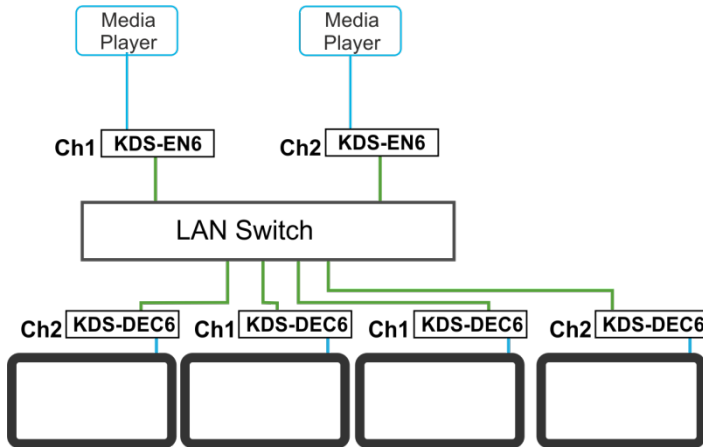 Media
Player
Media
Player
Ch1 KDS-EN6
Ch2 KDS-EN6
LAN Switch
Ch2 KDS-DEC6
Ch1 KDS-DEC6
Ch1 KDS-DEC6
Ch2 KDS-DEC6